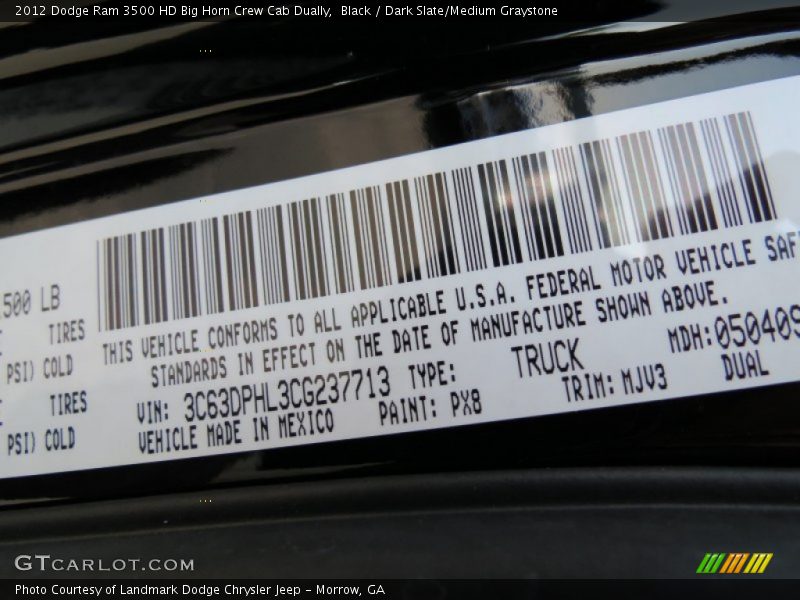 2012 Dodge Ram 3500 HD Big Horn Crew Cab Dually, Black / Dark Slate/Medium Graystone
500 LB
TIRES
PSI) COLD
TIRES
PSI) COLD
THIS VEHICLE CONFORMS TO ALL APPLICABLE U.S.A. FEDERAL MOTOR VEHICLE SAF
STANDARDS IN EFFECT ON THE DATE OF MANUFACTURE SHOWN ABOVE.
VIN: 3C63DPHL3CG237713 TYPE: TRUCK MDH:050409
VEHICLE MADE IN MEXICO PAINT: PX8 TRIM: MJV3 DUAL
GTCARLOT.COM
Photo Courtesy of Landmark Dodge Chrysler Jeep - Morrow, GA